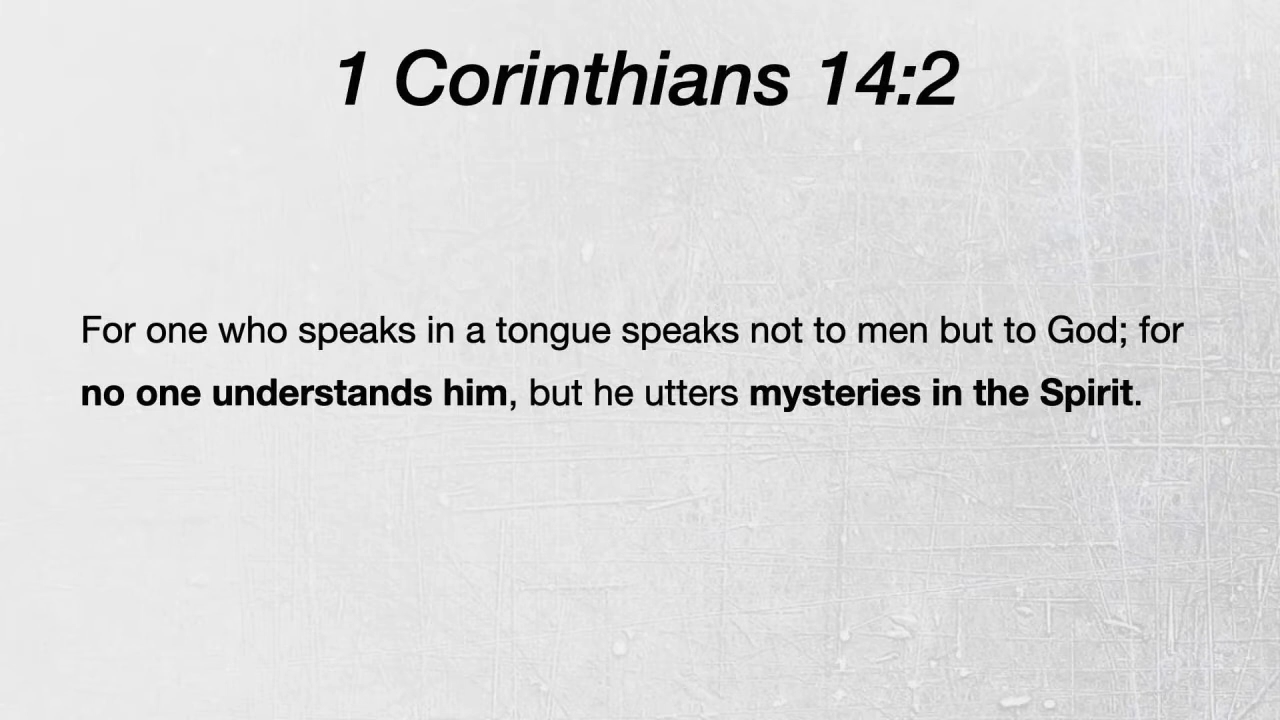 1 Corinthians 14:2
For one who speaks in a tongue speaks not to men but to God; for
no one understands him, but he utters mysteries in the Spirit.